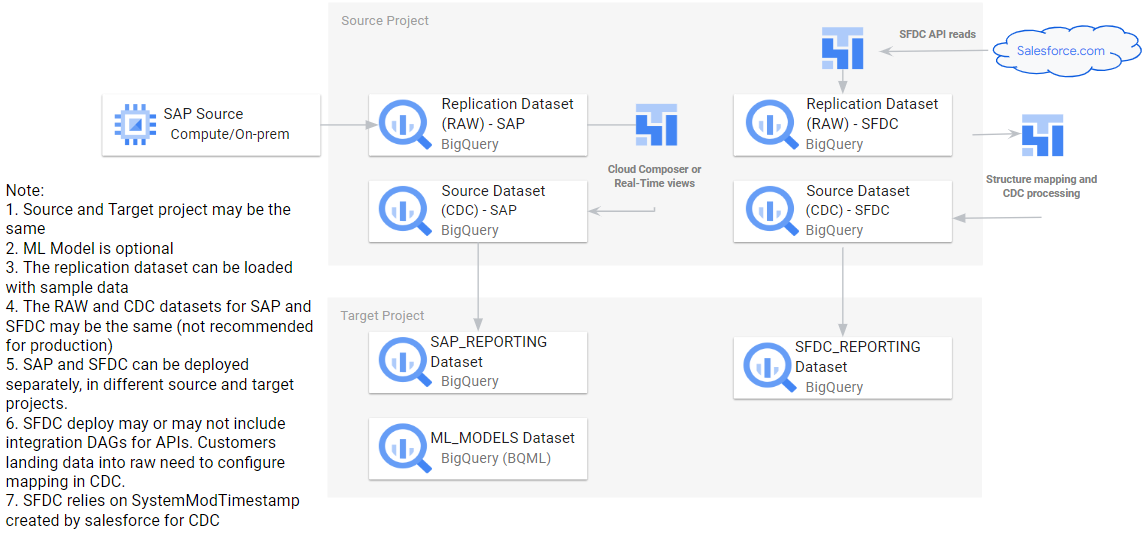 Source Project
SFDC API reads
Salesforce.com
SAP Source
Compute/On-prem
Replication Dataset
(RAW) - SAP
BigQuery
Cloud Composer or
Real-Time views
Replication Dataset
(RAW) - SFDC
BigQuery
Structure mapping and
CDC processing
Source Dataset
(CDC) - SAP
BigQuery
Source Dataset
(CDC) - SFDC
BigQuery
Note:
1. Source and Target project may be the
same
2. ML Model is optional
3. The replication dataset can be loaded
with sample data
4. The RAW and CDC datasets for SAP and
SFDC may be the same (not recommended
for production)
5. SAP and SFDC can be deployed
separately, in different source and target
projects.
6. SFDC deploy may or may not include
integration DAGs for APIs. Customers
landing data into raw need to configure
mapping in CDC.
7. SFDC relies on SystemModTimestamp
created by salesforce for CDC
Target Project
SAP_REPORTING
Dataset
BigQuery
SFDC_REPORTING
Dataset
BigQuery
ML_MODELS Dataset
BigQuery (BQML)